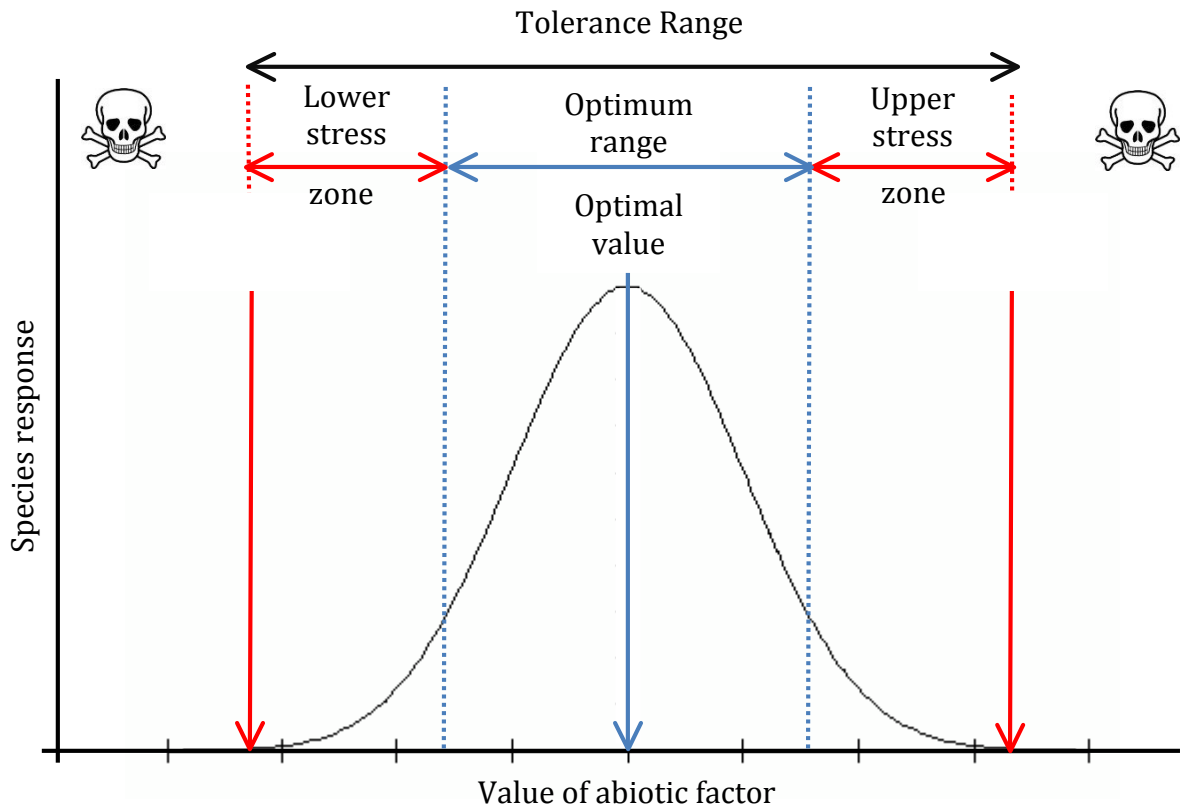 Tolerance Range
Lower
stress
zone
Optimum
range
Upper
stress
zone
Optimal
value
Species response
Value of abiotic factor